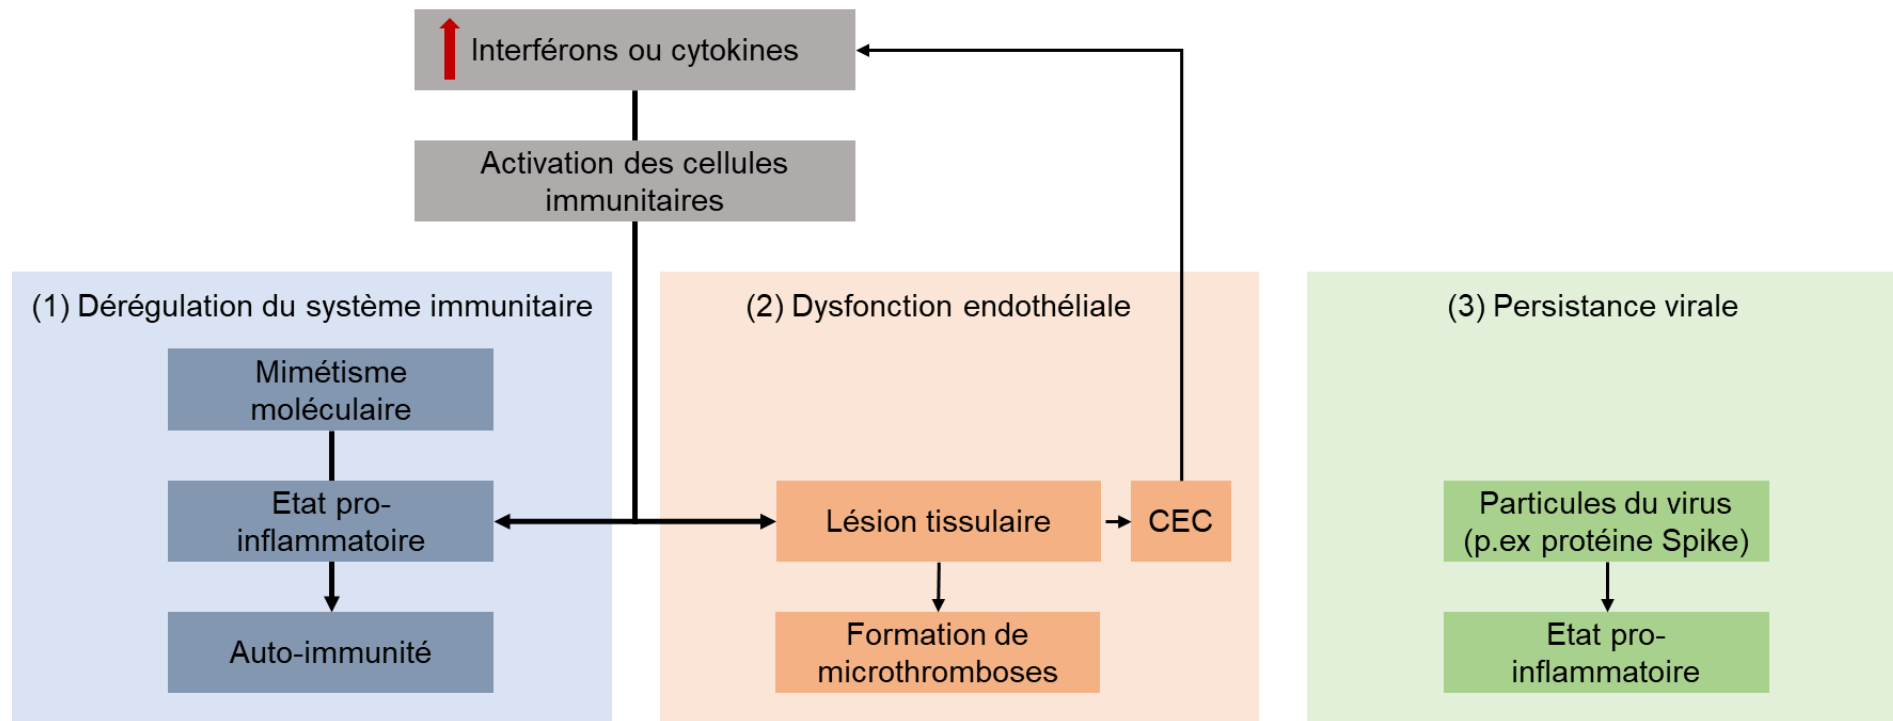 Interférons ou cytokines
Activation des cellules
immunitaires
(1) Dérégulation du système immunitaire
Mimétisme
moléculaire
Etat pro-
inflammatoire
Auto-immunité
(2) Dysfonction endothéliale
Lésion tissulaire
CEC
Formation de
microthromboses
(3) Persistance virale
Particules du virus
(p.ex protéine Spike)
Etat pro-
inflammatoire